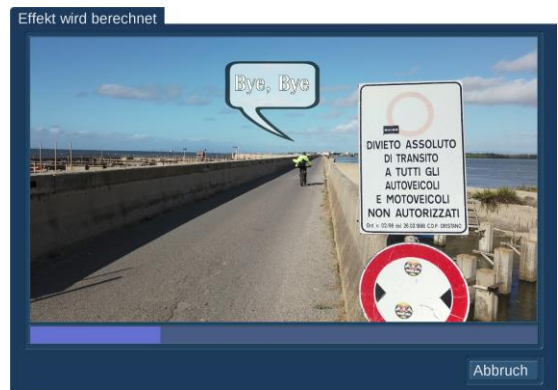 Effekt wird berechnet
Bye, Bye
DIVIETO ASSOLUTO
DI TRANSITO
A TUTTI GLI
AUTOVEICOLI
E MOTOVEICOLI
NON AUTORIZZATI
Abbruch